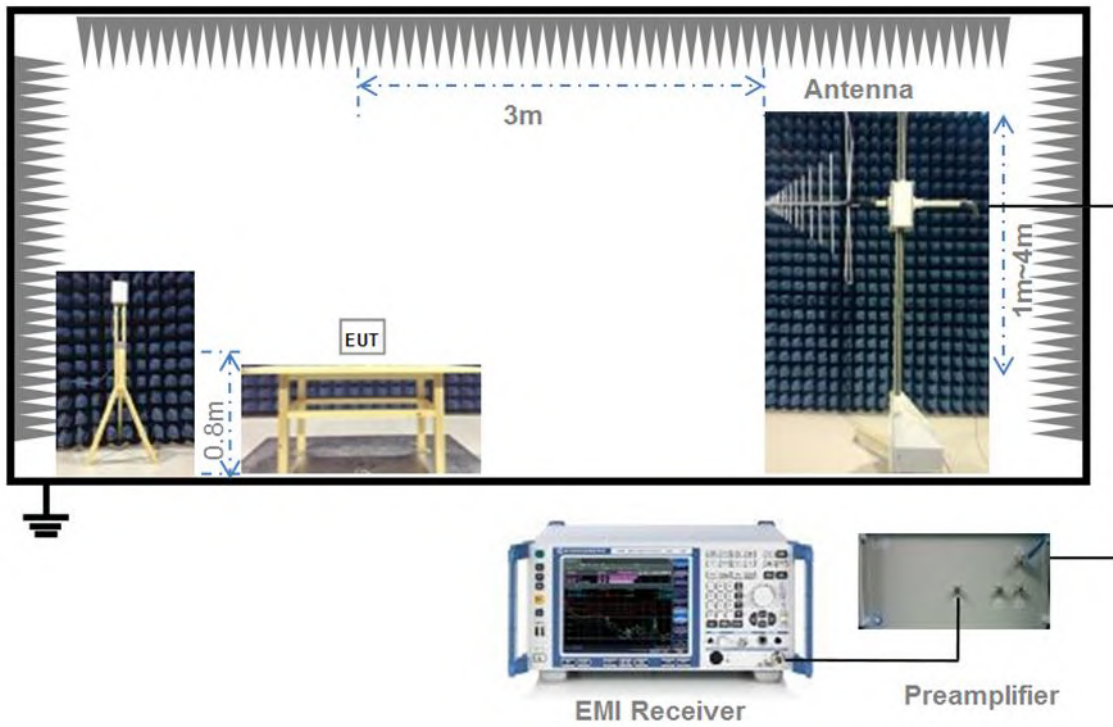 Antenna
3m
1m~4m
EUT
0.8m
EMI Receiver
Preamplifier